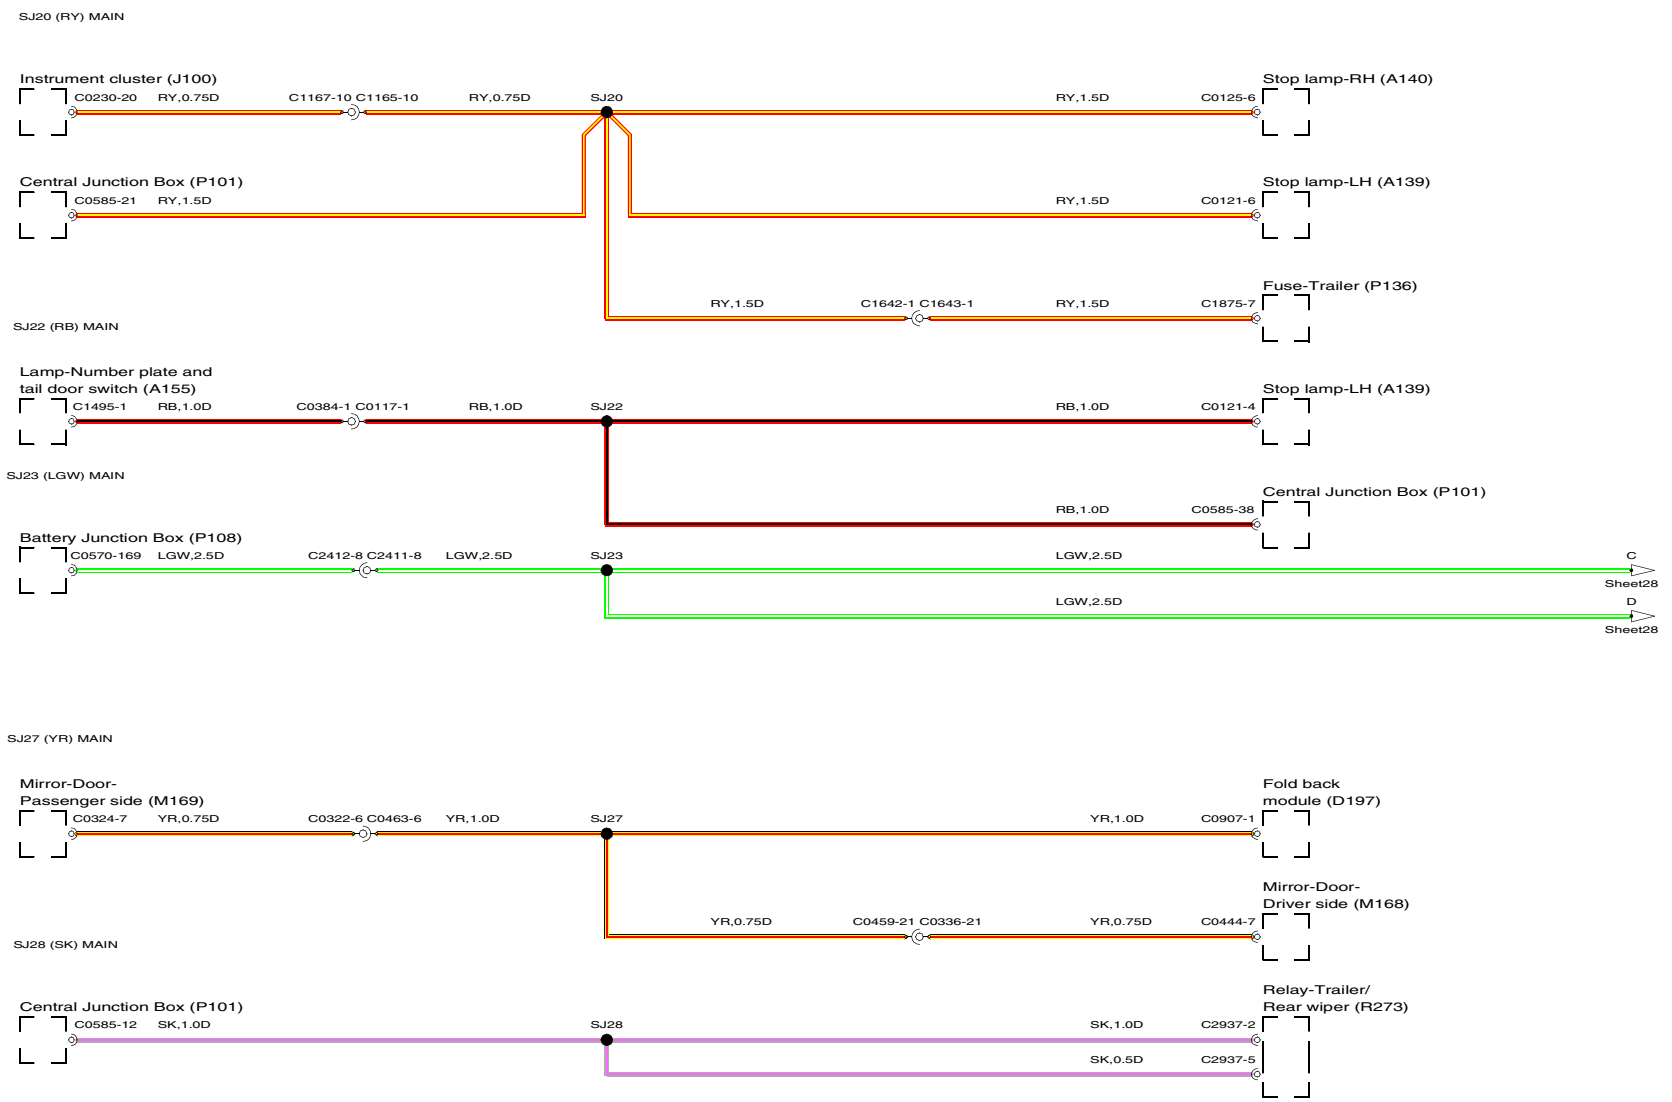 SJ20 (RY) MAIN
Instrument cluster (J100)
Stop lamp-RH (A140)
C0230-20 RY,0.75D C1167-10 C1165-10 RY,0.75D SJ20 RY,1.5D C0125-6
Central Junction Box (P101)
Stop lamp-LH (A139)
C0585-21 RY,1.5D RY,1.5D C0121-6
Fuse-Trailer (P136)
RY,1.5D C1642-1 C1643-1 RY,1.5D C1875-7
SJ22 (RB) MAIN
Lamp-Number plate and
tail door switch (A155)
Stop lamp-LH (A139)
C1495-1 RB,1.0D C0384-1 C0117-1 RB,1.0D SJ22 RB,1.0D C0121-4
SJ23 (LGW) MAIN
Central Junction Box (P101)
RB,1.0D C0585-38
Battery Junction Box (P108)
C0570-169 LGW,2.5D C2412-8 C2411-8 LGW,2.5D SJ23 LGW,2.5D C
Sheet28
LGW,2.5D D
Sheet28
SJ27 (YR) MAIN
Mirror-Door-
Passenger side (M169)
Fold back
module (D197)
C0324-7 YR,0.75D C0322-6 C0463-6 YR,1.0D SJ27 YR,1.0D C0907-1
Mirror-Door-
Driver side (M168)
YR,0.75D C0459-21 C0336-21 YR,0.75D C0444-7
SJ28 (SK) MAIN
Central Junction Box (P101)
Relay-Trailer/
Rear wiper (R273)
C0585-12 SK,1.0D SJ28 SK,1.0D C2937-2
SK,0.5D C2937-5